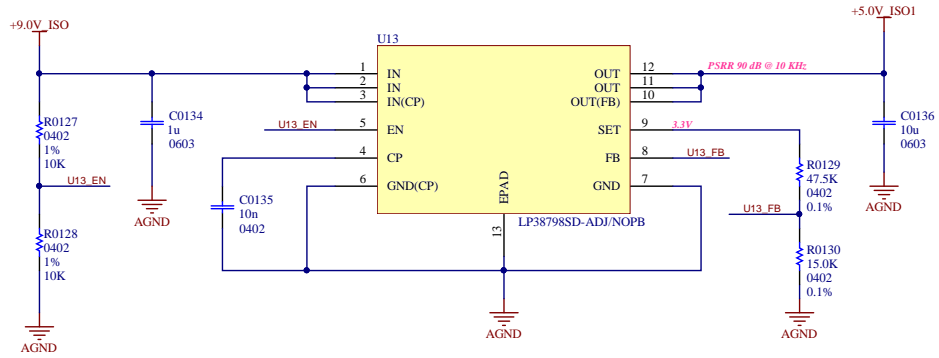 +9.0V_ISO
+5.0V_ISO1
U13
1 IN
2 IN
3 IN(CP)
5 EN
4 CP
6 GND(CP)
OUT 12
OUT 11
OUT(FB) 10
SET 9
FB 8
GND 7
EPAD
13
LP38798SD-ADJ/NOPB
PSRR 90 dB @ 10 KHz
3.3V
U13_EN
U13_FB
R0127
0402
1%
10K
U13_EN
R0128
0402
1%
10K
AGND
C0134
1u
0603
AGND
C0135
10n
0402
AGND
C0136
10u
0603
AGND
R0129
47.5K
0402
0.1%
U13_FB
R0130
15.0K
0402
0.1%
AGND